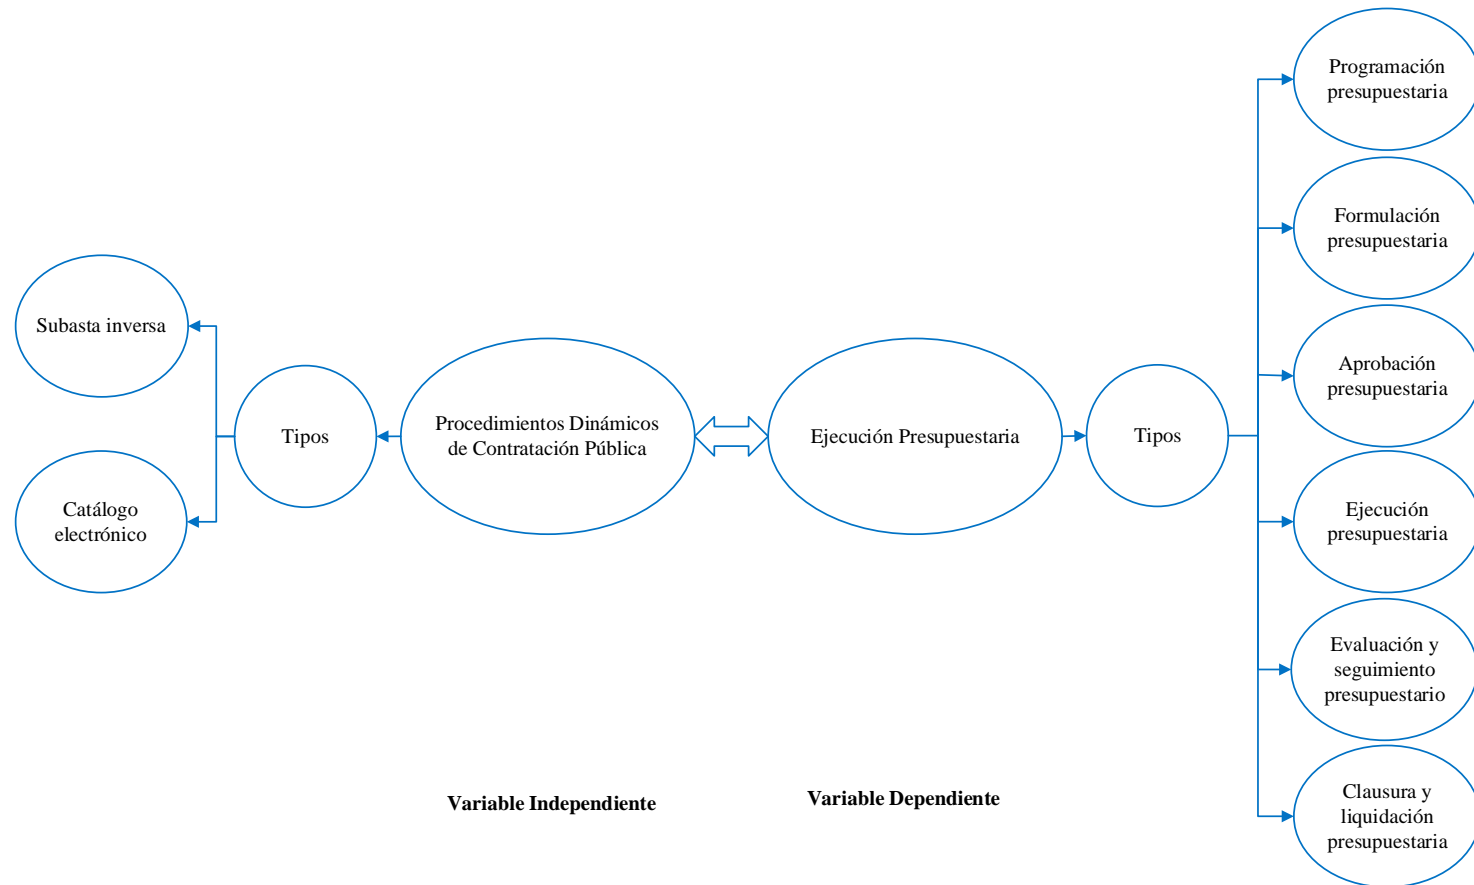 Programación
presupuestaria
Formulación
presupuestaria
Subasta inversa
Aprobación
presupuestaria
Tipos
Procedimientos Dinámicos
de Contratación Pública
Ejecución Presupuestaria
Tipos
Catálogo
electrónico
Ejecución
presupuestaria
Evaluación y
seguimiento
presupuestario
Variable Independiente
Variable Dependiente
Clausura y
liquidación
presupuestaria